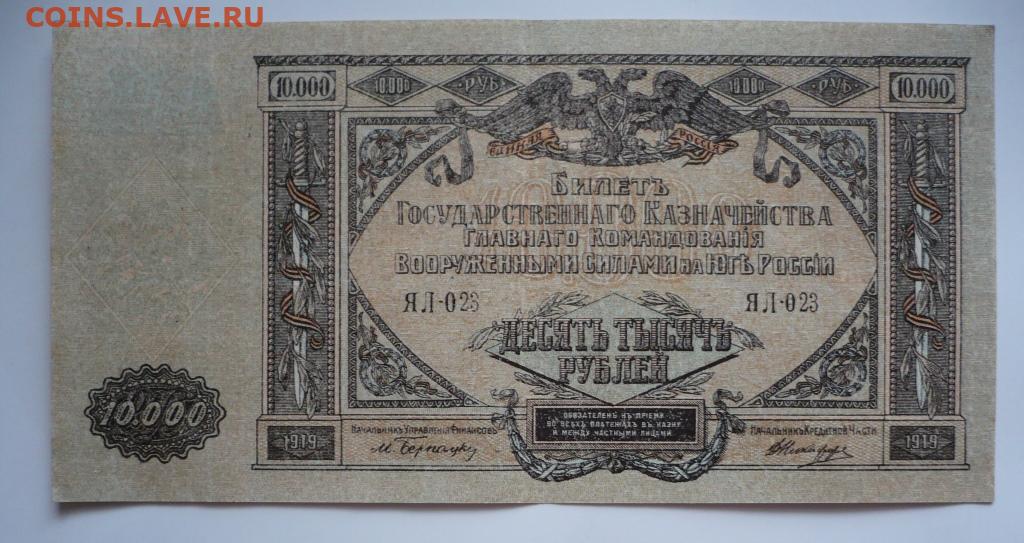 COINS.LAVE.RU
10.000 10.000 РУБ 10.000 РУБ 10.000
ЕДИНАЯ РОССІЯ
БИЛЕТЪ
ГОСУДАРСТВЕННАГО КАЗНАЧЕЙСТВА
ГЛАВНАГО КОМАНДОВАНІЯ
ВООРУЖЕННЫМИ СИЛАМИ НА ЮГѢ РОССІИ
ЯЛ-023 ЯЛ-023
ДЕСЯТЬ ТЫСЯЧЪ
РУБЛЕЙ
10.000
ОБЯЗАТЕЛЕНЪ КЪ ПРІЕМУ
ВО ВСѢХЪ ПЛАТЕЖАХЪ ВЪ КАЗНУ
И МЕЖДУ ЧАСТНЫМИ ЛИЦАМИ
НАЧАЛЬНИКЪ УПРАВЛЕНІЯ ФИНАНСОВЪ НАЧАЛЬНИКЪ КРЕДИТНОЙ ЧАСТИ
1919 1919